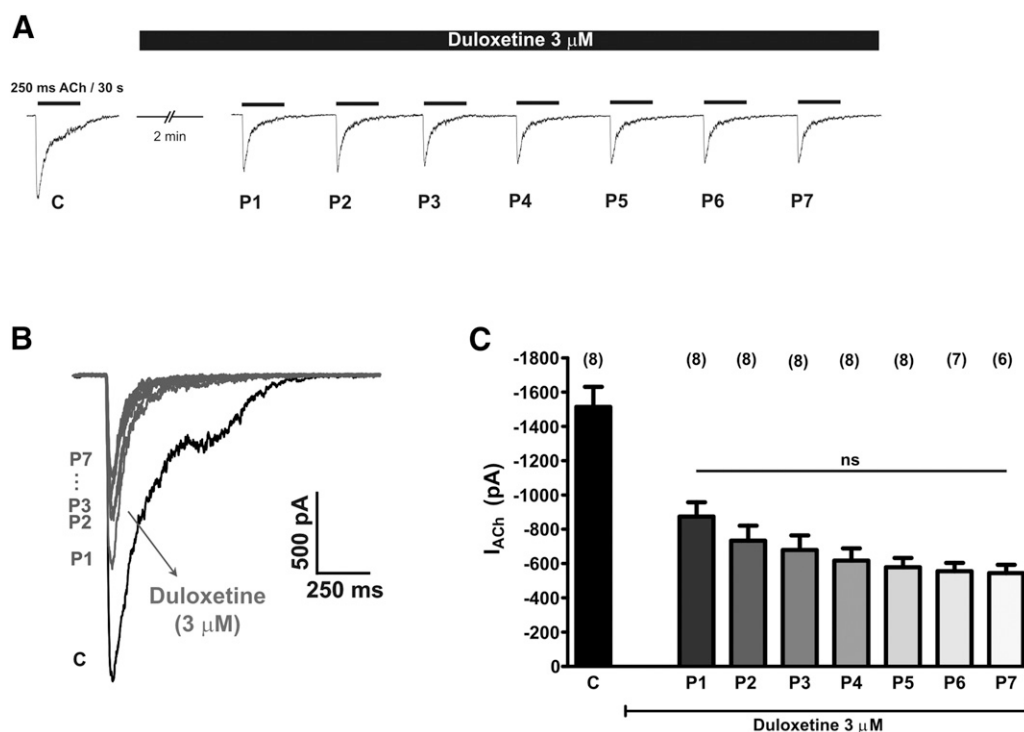 A
Duloxetine 3 μM
250 ms ACh / 30 s
2 min
C P1 P2 P3 P4 P5 P6 P7
B
P7
⋮
P3
P2
P1
500 pA
250 ms
Duloxetine
(3 μM)
C
C
(8) (8) (8) (8) (8) (8) (7) (6)
-1800
-1600
-1400
-1200
-1000
-800
-600
-400
-200
0
I_ACh (pA)
ns
C P1 P2 P3 P4 P5 P6 P7
Duloxetine 3 μM